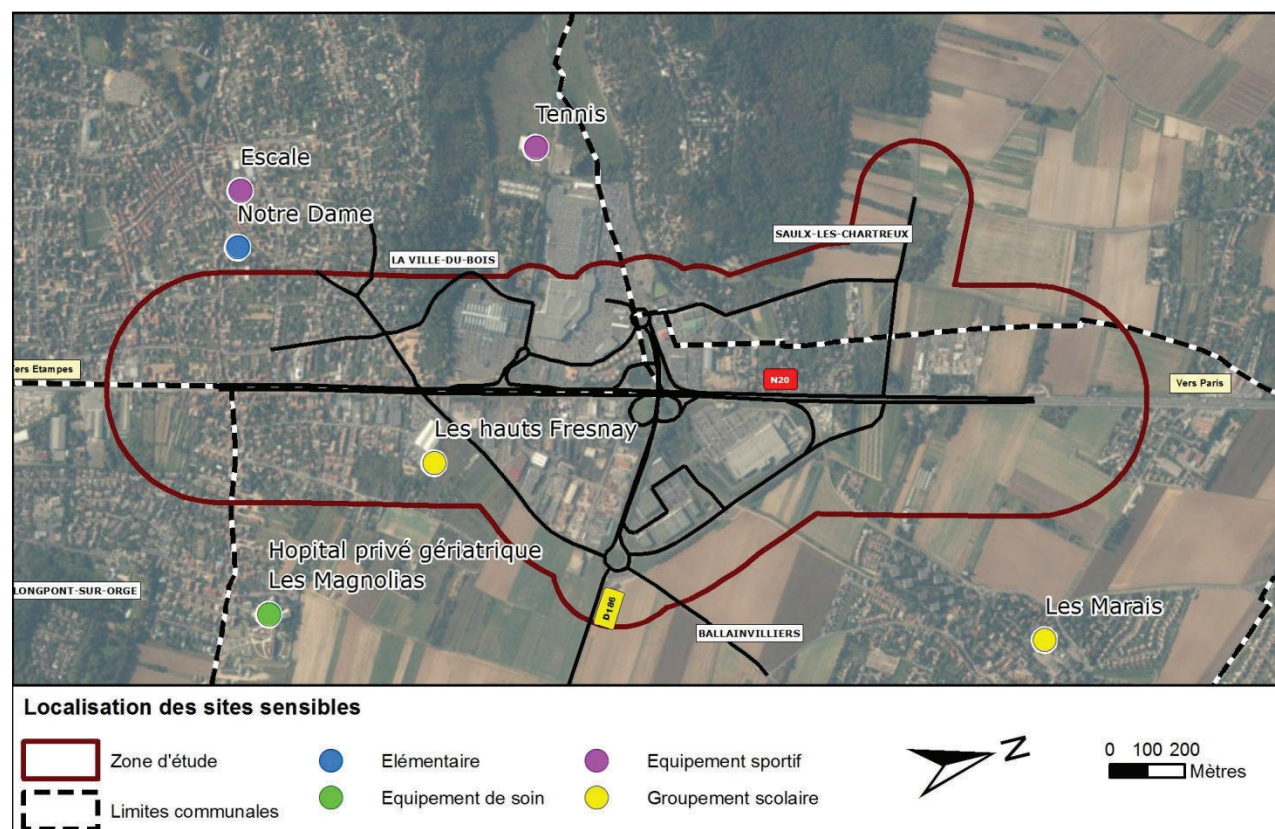 Tennis
Escale
Notre Dame
SAULX-LES-CHARTREUX
LA VILLE-DU-BOIS
ers Etampes
N20
Vers Paris
Les hauts Fresnay
Hopital privé gériatrique
Les Magnolias
LONGPONT-SUR-ORGE
D186
Les Marais
BALLAINVILLIERS
Localisation des sites sensibles
Zone d'étude
Elémentaire
Equipement sportif
Limites communales
Equipement de soin
Groupement scolaire
N
0 100 200
Mètres